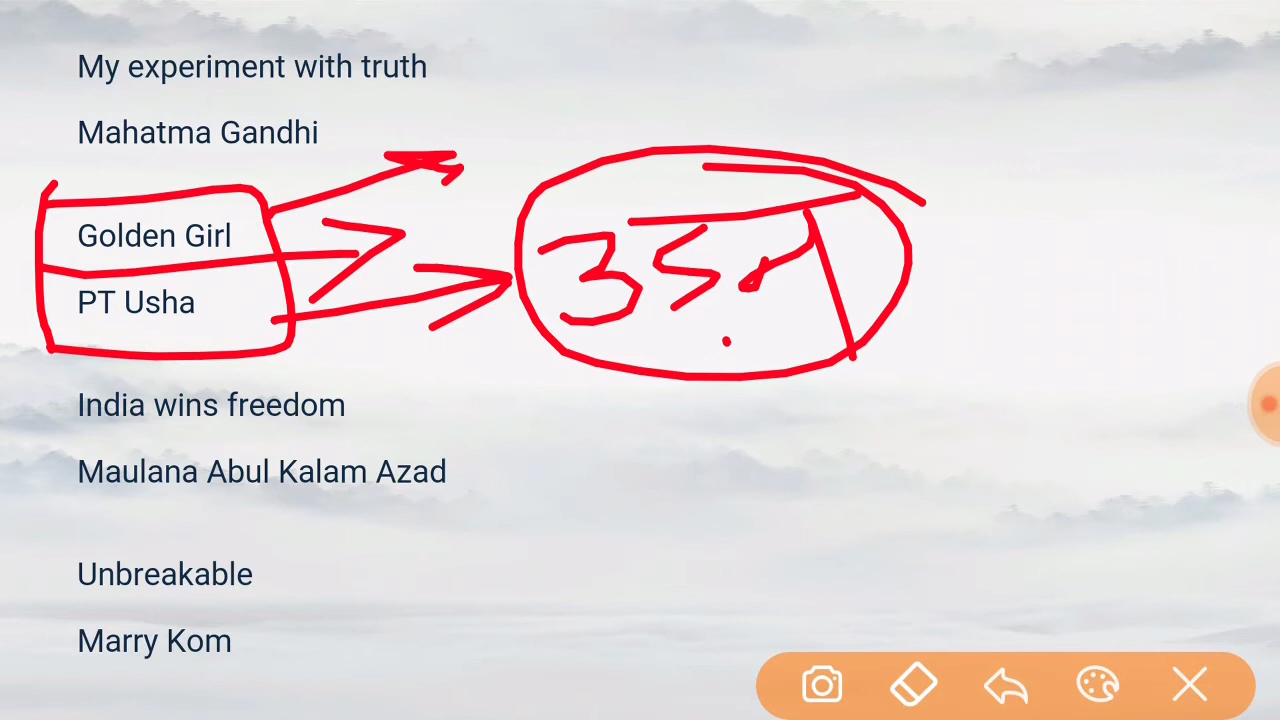 My experiment with truth
Mahatma Gandhi
Golden Girl
PT Usha
India wins freedom
Maulana Abul Kalam Azad
Unbreakable
Marry Kom